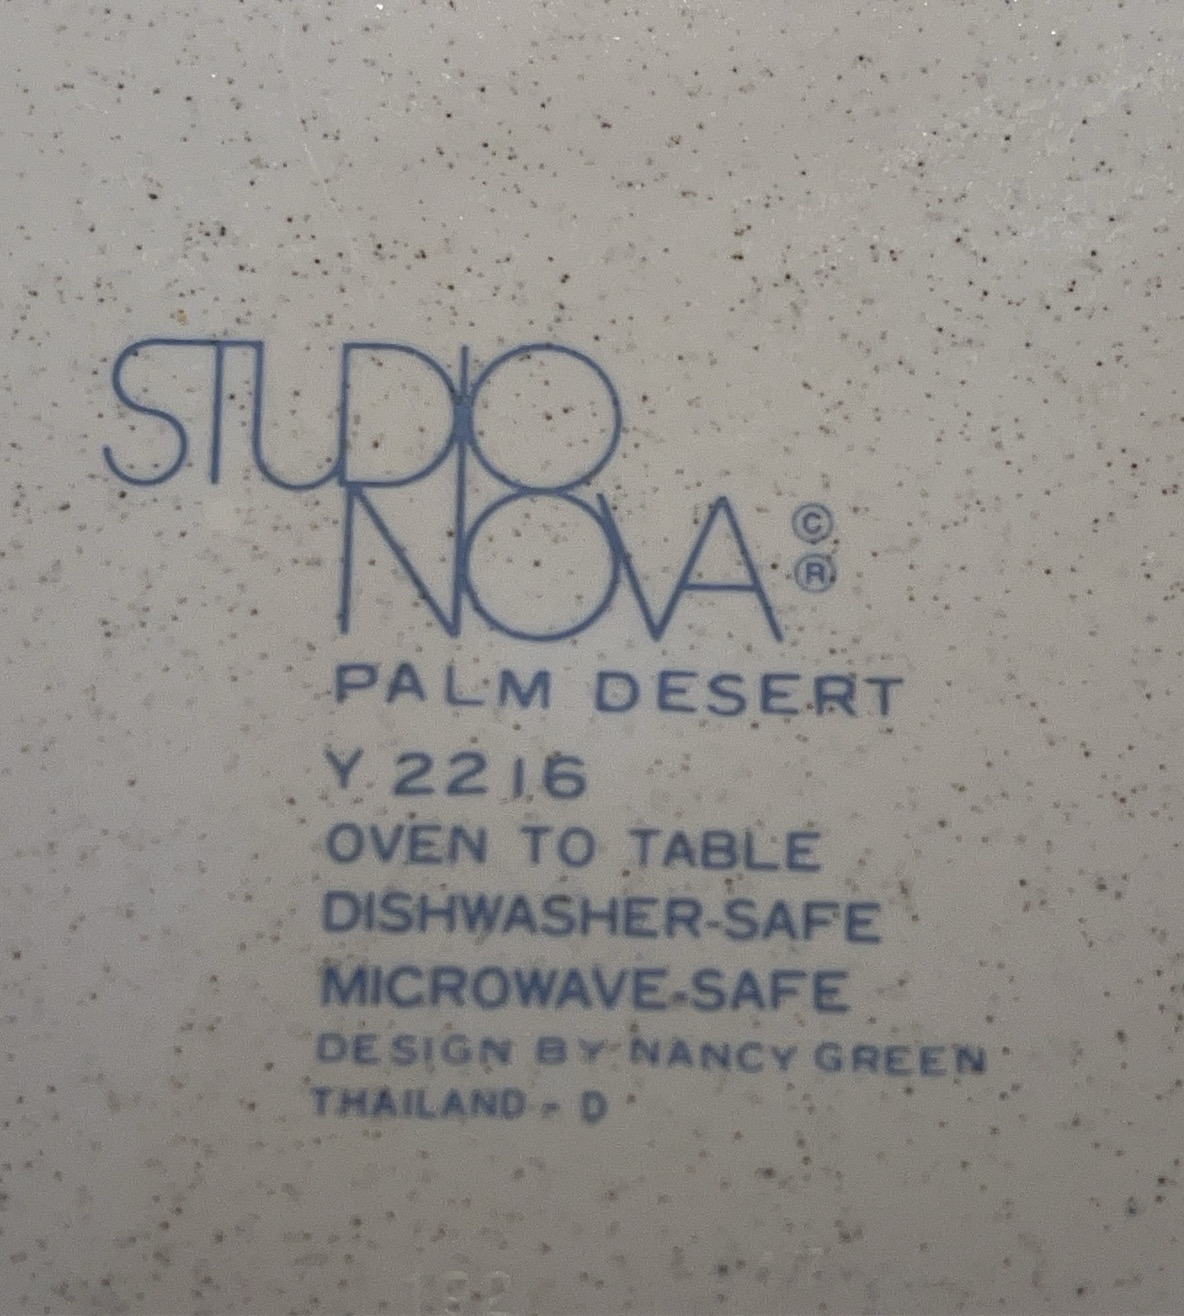 STUDIO
NOVA © ®
PALM DESERT
Y 2216
OVEN TO TABLE
DISHWASHER-SAFE
MICROWAVE-SAFE
DESIGN BY NANCY GREEN
THAILAND - D